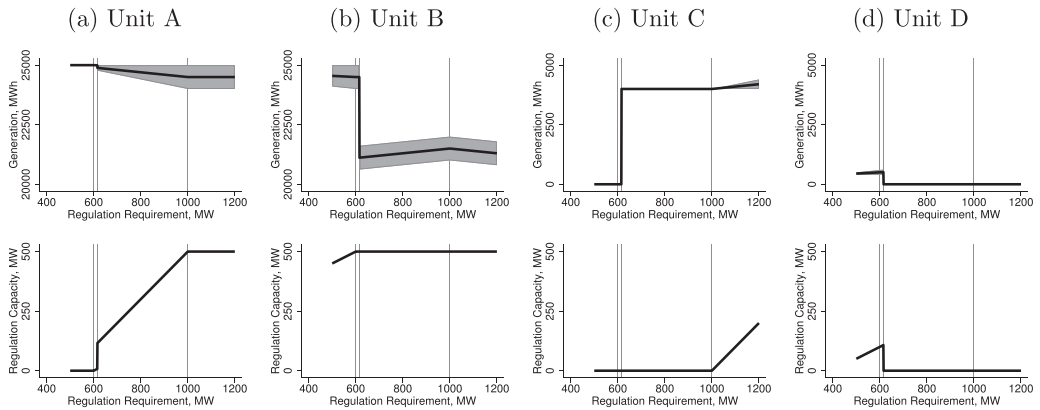 (a) Unit A
(b) Unit B
(c) Unit C
(d) Unit D
Generation, MWh
20000 22500 25000
400 600 800 1000 1200
Regulation Requirement, MW
Generation, MWh
20000 22500 25000
400 600 800 1000 1200
Regulation Requirement, MW
Generation, MWh
0 2500 5000
400 600 800 1000 1200
Regulation Requirement, MW
Generation, MWh
0 2500 5000
400 600 800 1000 1200
Regulation Requirement, MW
Regulation Capacity, MW
0 250 500
400 600 800 1000 1200
Regulation Requirement, MW
Regulation Capacity, MW
0 250 500
400 600 800 1000 1200
Regulation Requirement, MW
Regulation Capacity, MW
0 250 500
400 600 800 1000 1200
Regulation Requirement, MW
Regulation Capacity, MW
0 250 500
400 600 800 1000 1200
Regulation Requirement, MW